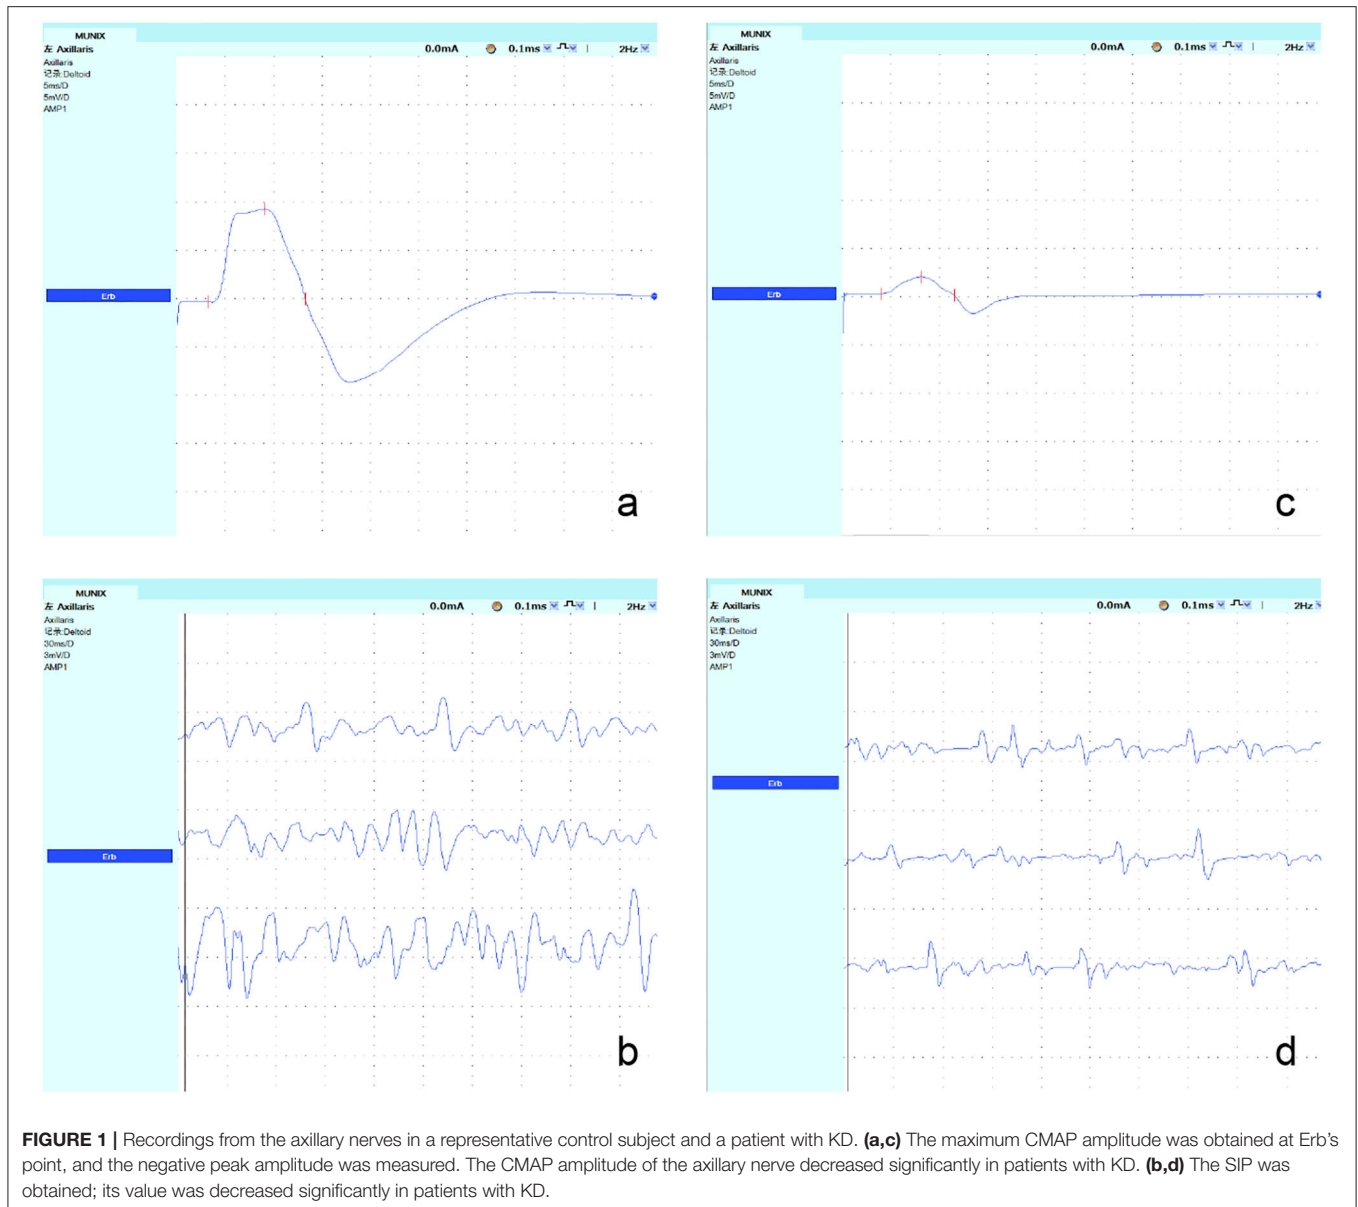 MUNIX
左 Axillaris
0.0mA 0.1ms 2Hz
Axillaris
记录:Deltoid
5ms/D
5mV/D
AMP1
Erb
a
MUNIX
左 Axillaris
0.0mA 0.1ms 2Hz
Axillaris
记录:Deltoid
5ms/D
5mV/D
AMP1
Erb
c
MUNIX
左 Axillaris
0.0mA 0.1ms 2Hz
Axillaris
记录:Deltoid
30ms/D
3mV/D
AMP1
Erb
b
MUNIX
左 Axillaris
0.0mA 0.1ms 2Hz
Axillaris
记录:Deltoid
30ms/D
3mV/D
AMP1
Erb
d
FIGURE 1 | Recordings from the axillary nerves in a representative control subject and a patient with KD. (a,c) The maximum CMAP amplitude was obtained at Erb's
point, and the negative peak amplitude was measured. The CMAP amplitude of the axillary nerve decreased significantly in patients with KD. (b,d) The SIP was
obtained; its value was decreased significantly in patients with KD.